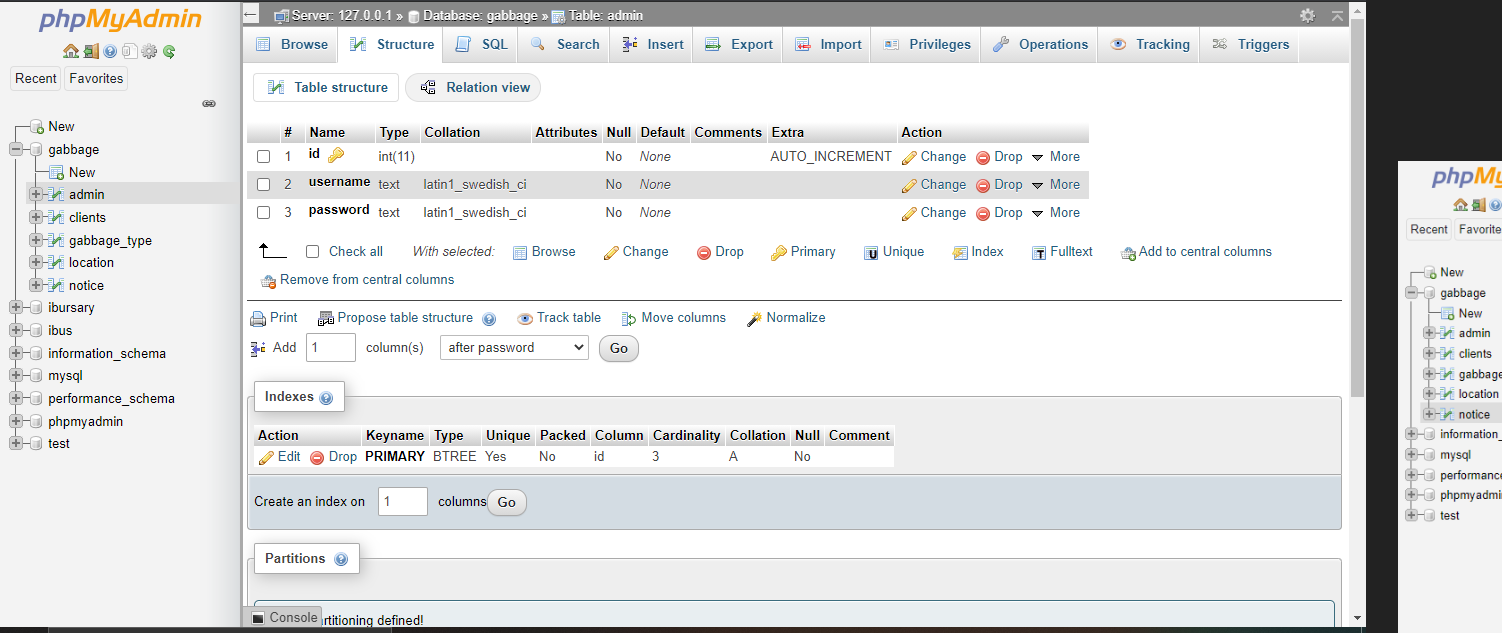 phpMyAdmin
Recent Favorites
New
gabbage
New
admin
clients
gabbage_type
location
notice
ibursary
ibus
information_schema
mysql
performance_schema
phpmyadmin
test
Server: 127.0.0.1 » Database: gabbage » Table: admin
Browse Structure SQL Search Insert Export Import Privileges Operations Tracking Triggers
Table structure Relation view
# Name Type Collation Attributes Null Default Comments Extra Action
1 id int(11) No None AUTO_INCREMENT Change Drop More
2 username text latin1_swedish_ci No None Change Drop More
3 password text latin1_swedish_ci No None Change Drop More
Check all With selected: Browse Change Drop Primary Unique Index Fulltext Add to central columns
Remove from central columns
Print Propose table structure Track table Move columns Normalize
Add 1 column(s) after password Go
Indexes
Action Keyname Type Unique Packed Column Cardinality Collation Null Comment
Edit Drop PRIMARY BTREE Yes No id 3 A No
Create an index on 1 columns Go
Partitions
Console rtitioning defined!
phpMy
Recent Favorite
New
gabbage
New
admin
clients
gabbage
location
notice
information_
mysql
performance
phpmyadmi
test